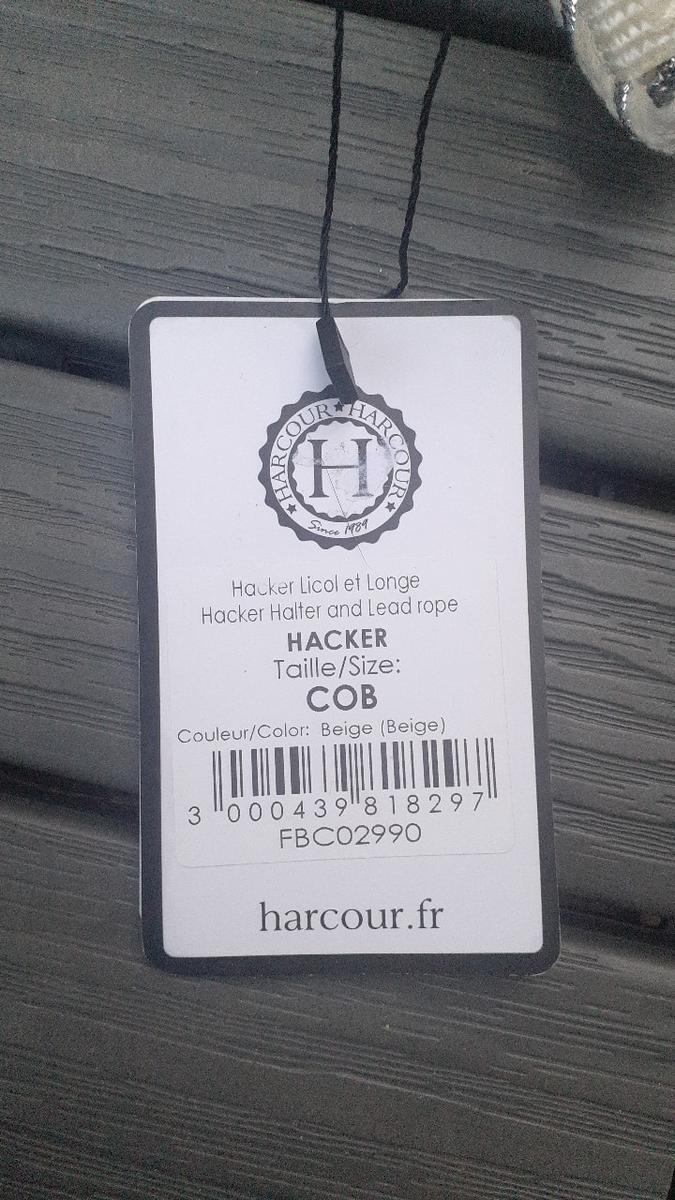 HARCOUR ★ HARCOUR
H
Since 1989
Hacker Licol et Longe
Hacker Halter and Lead rope
HACKER
Taille/Size:
COB
Couleur/Color: Beige (Beige)
3 000439 818297
FBC02990
harcour.fr